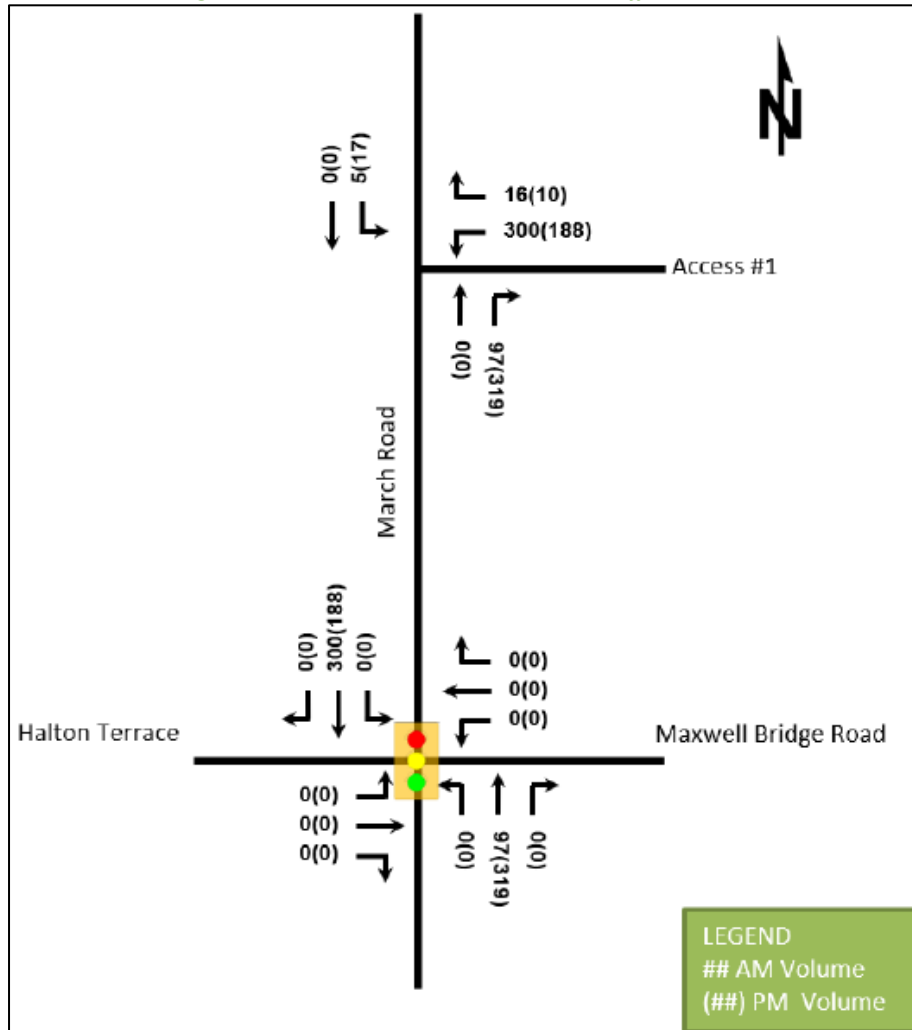 N
0(0)
5(17)
16(10)
300(188)
Access #1
0(0)
97(319)
March Road
0(0)
300(188)
0(0)
0(0)
0(0)
0(0)
Halton Terrace
Maxwell Bridge Road
0(0)
0(0)
0(0)
0(0)
97(319)
0(0)
LEGEND
## AM Volume
(##) PM Volume